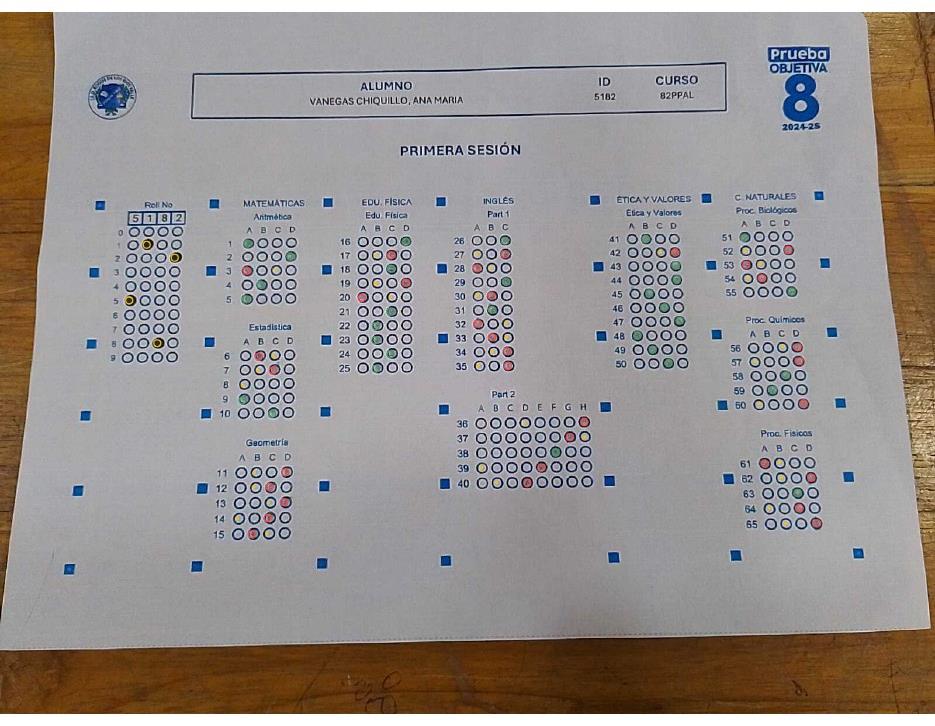 Prueba
OBJETIVA
8
2024-25
ALUMNO
VANEGAS CHIQUILLO, ANA MARIA
ID
5182
CURSO
82PPAL
PRIMERA SESIÓN
Roll No
5 1 8 2
0
1
2
3
4
5
6
7
8
9
MATEMÁTICAS
Aritmética
A B C D
1
2
3
4
5
Estadística
A B C D
6
7
8
9
10
Geometría
A B C D
11
12
13
14
15
EDU. FÍSICA
Edu. Física
A B C D
16
17
18
19
20
21
22
23
24
25
INGLÉS
Part 1
A B C
26
27
28
29
30
31
32
33
34
35
Part 2
A B C D E F G H
36
37
38
39
40
ÉTICA Y VALORES
Ética y Valores
A B C D
41
42
43
44
45
46
47
48
49
50
C. NATURALES
Proc. Biológicos
A B C D
51
52
53
54
55
Proc. Químicos
A B C D
56
57
58
59
60
Proc. Físicos
A B C D
61
62
63
64
65